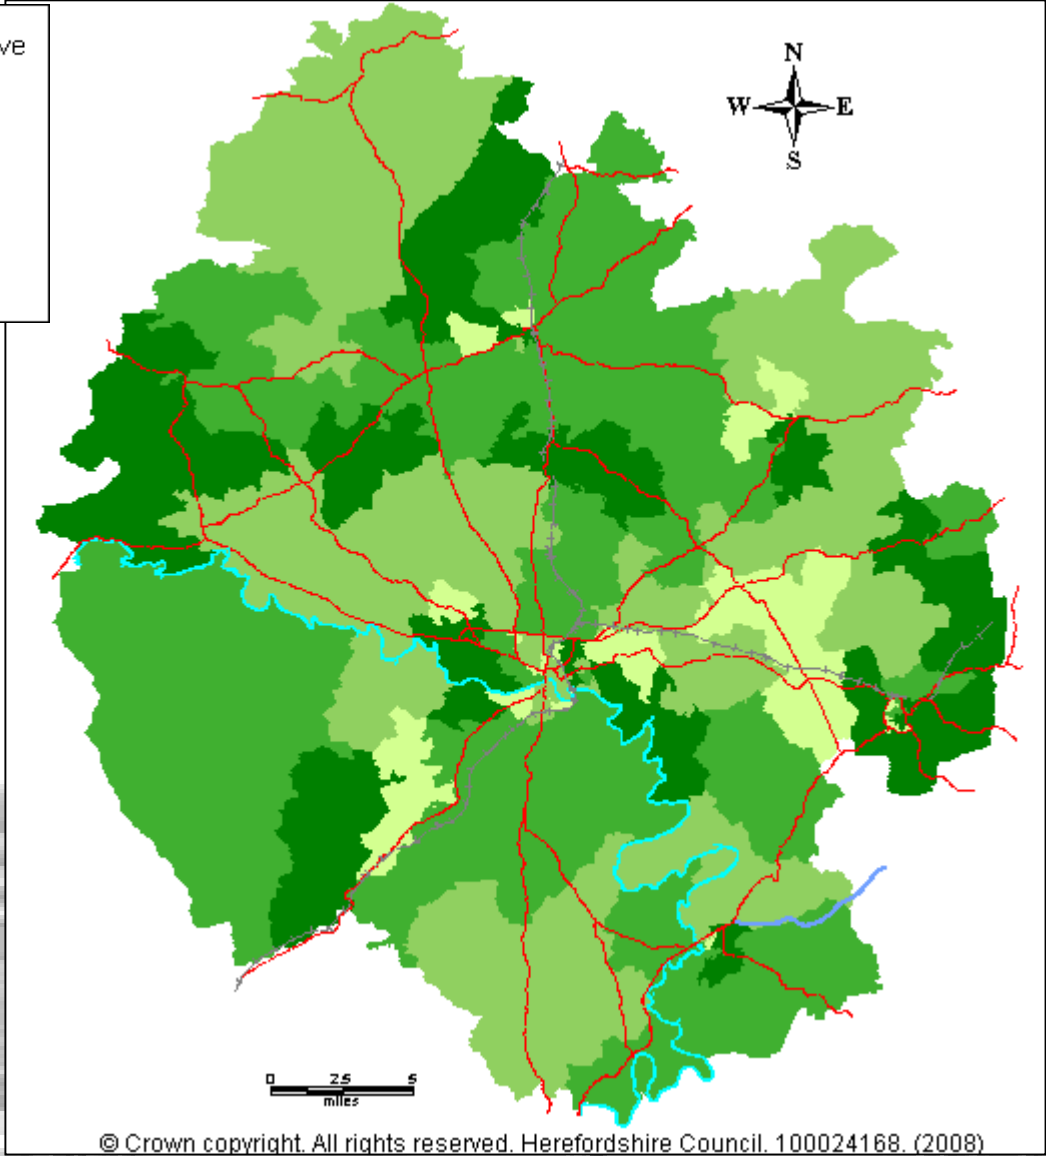 ve
N
W E
S
0 2.5 5
miles
© Crown copyright. All rights reserved. Herefordshire Council. 100024168. (2008)